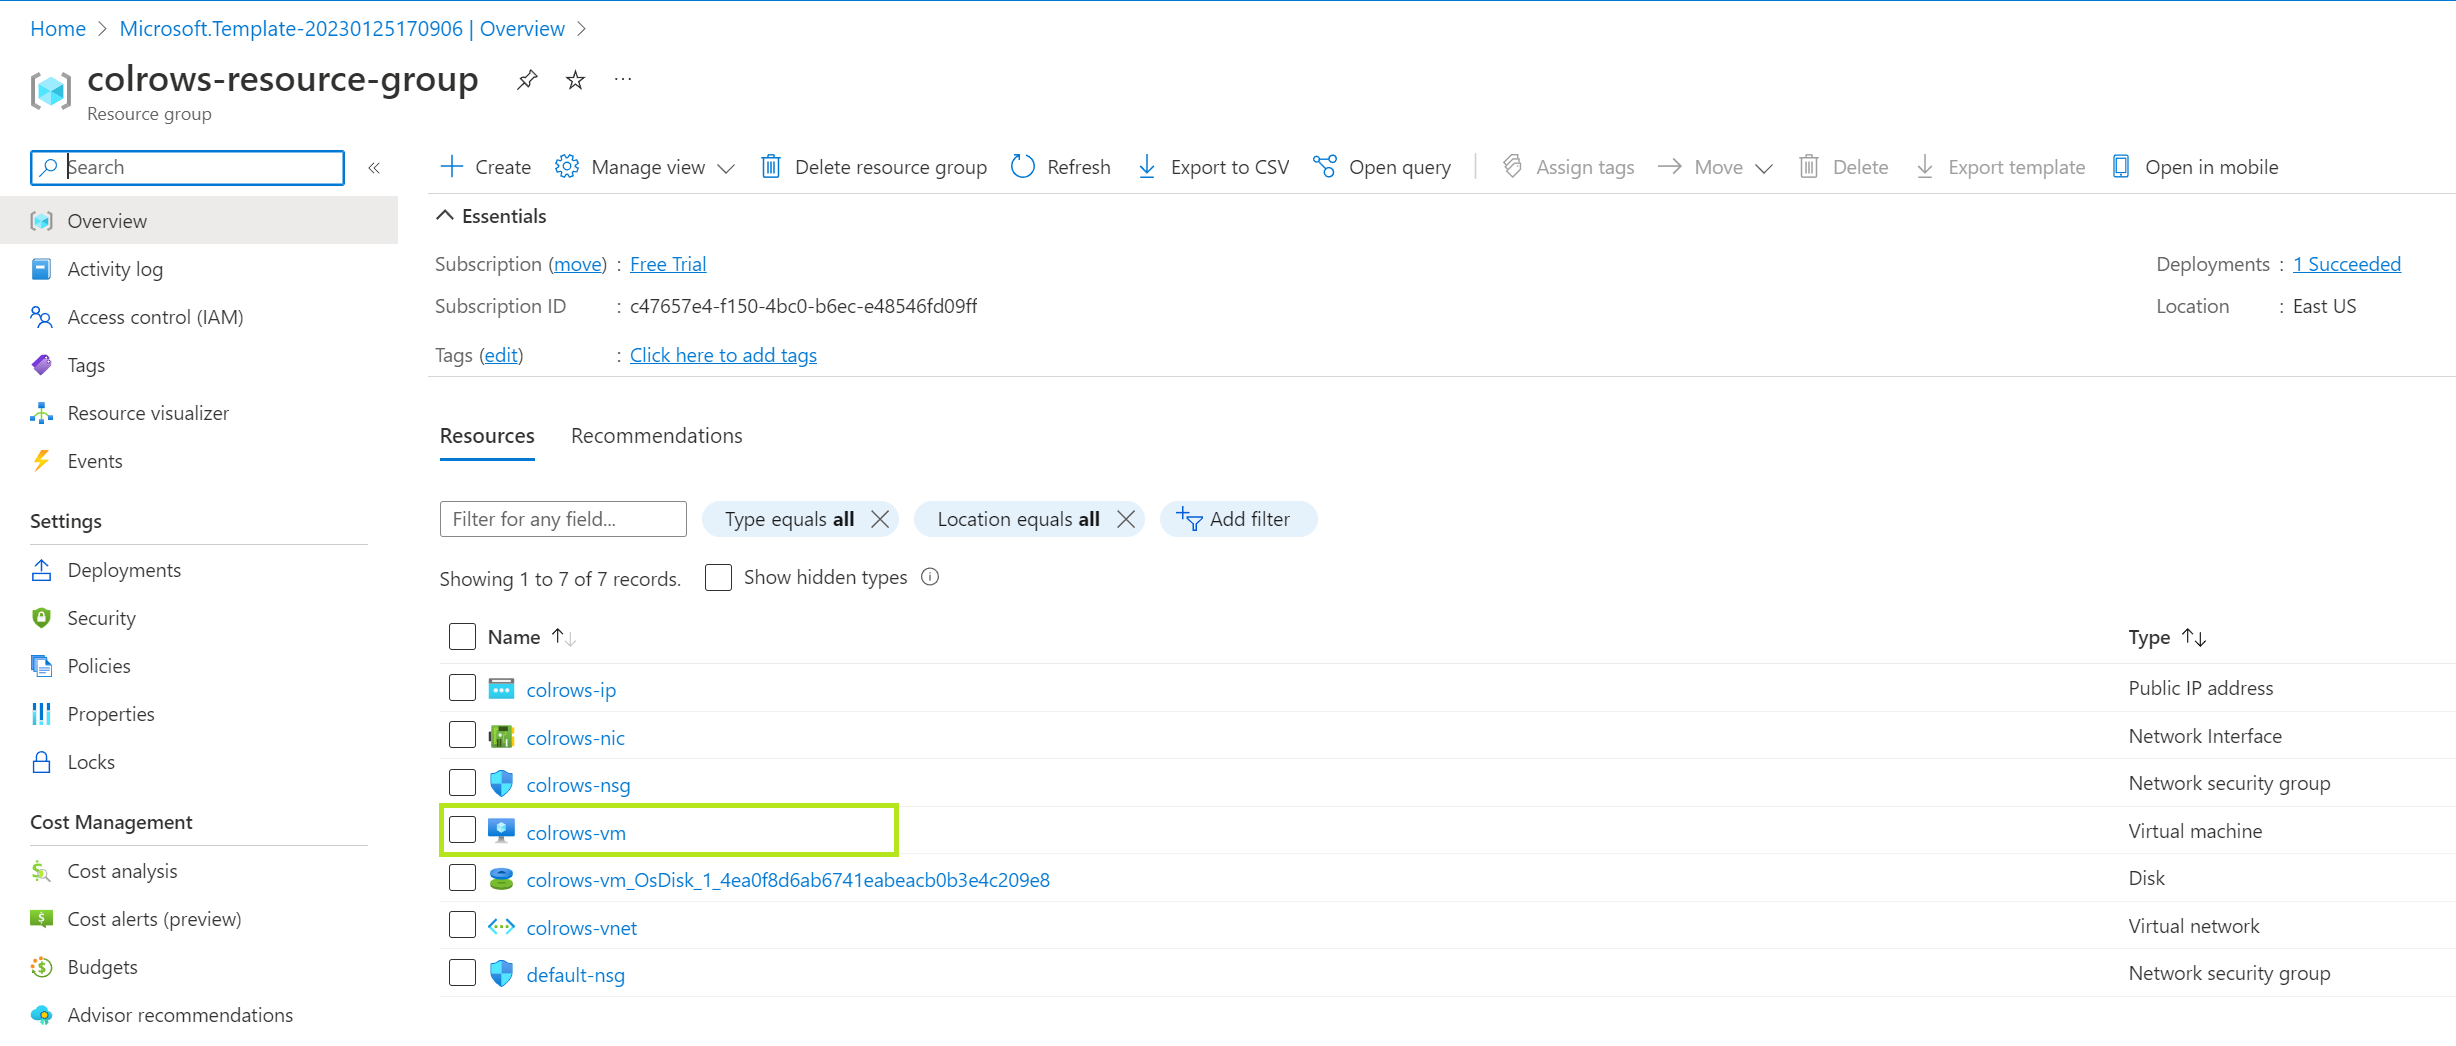 Home > Microsoft.Template-20230125170906 | Overview >
colrows-resource-group ...
Resource group
Search «
Create Manage view Delete resource group Refresh Export to CSV Open query Assign tags Move Delete Export template Open in mobile
Overview
Activity log
Access control (IAM)
Tags
Resource visualizer
Events
Settings
Deployments
Security
Policies
Properties
Locks
Cost Management
Cost analysis
Cost alerts (preview)
Budgets
Advisor recommendations
Essentials
Subscription (move) : Free Trial
Subscription ID : c47657e4-f150-4bc0-b6ec-e48546fd09ff
Tags (edit) : Click here to add tags
Deployments : 1 Succeeded
Location : East US
Resources Recommendations
Filter for any field... Type equals all Location equals all Add filter
Showing 1 to 7 of 7 records. Show hidden types
Name Type
colrows-ip Public IP address
colrows-nic Network Interface
colrows-nsg Network security group
colrows-vm Virtual machine
colrows-vm_OsDisk_1_4ea0f8d6ab6741eabeacb0b3e4c209e8 Disk
colrows-vnet Virtual network
default-nsg Network security group